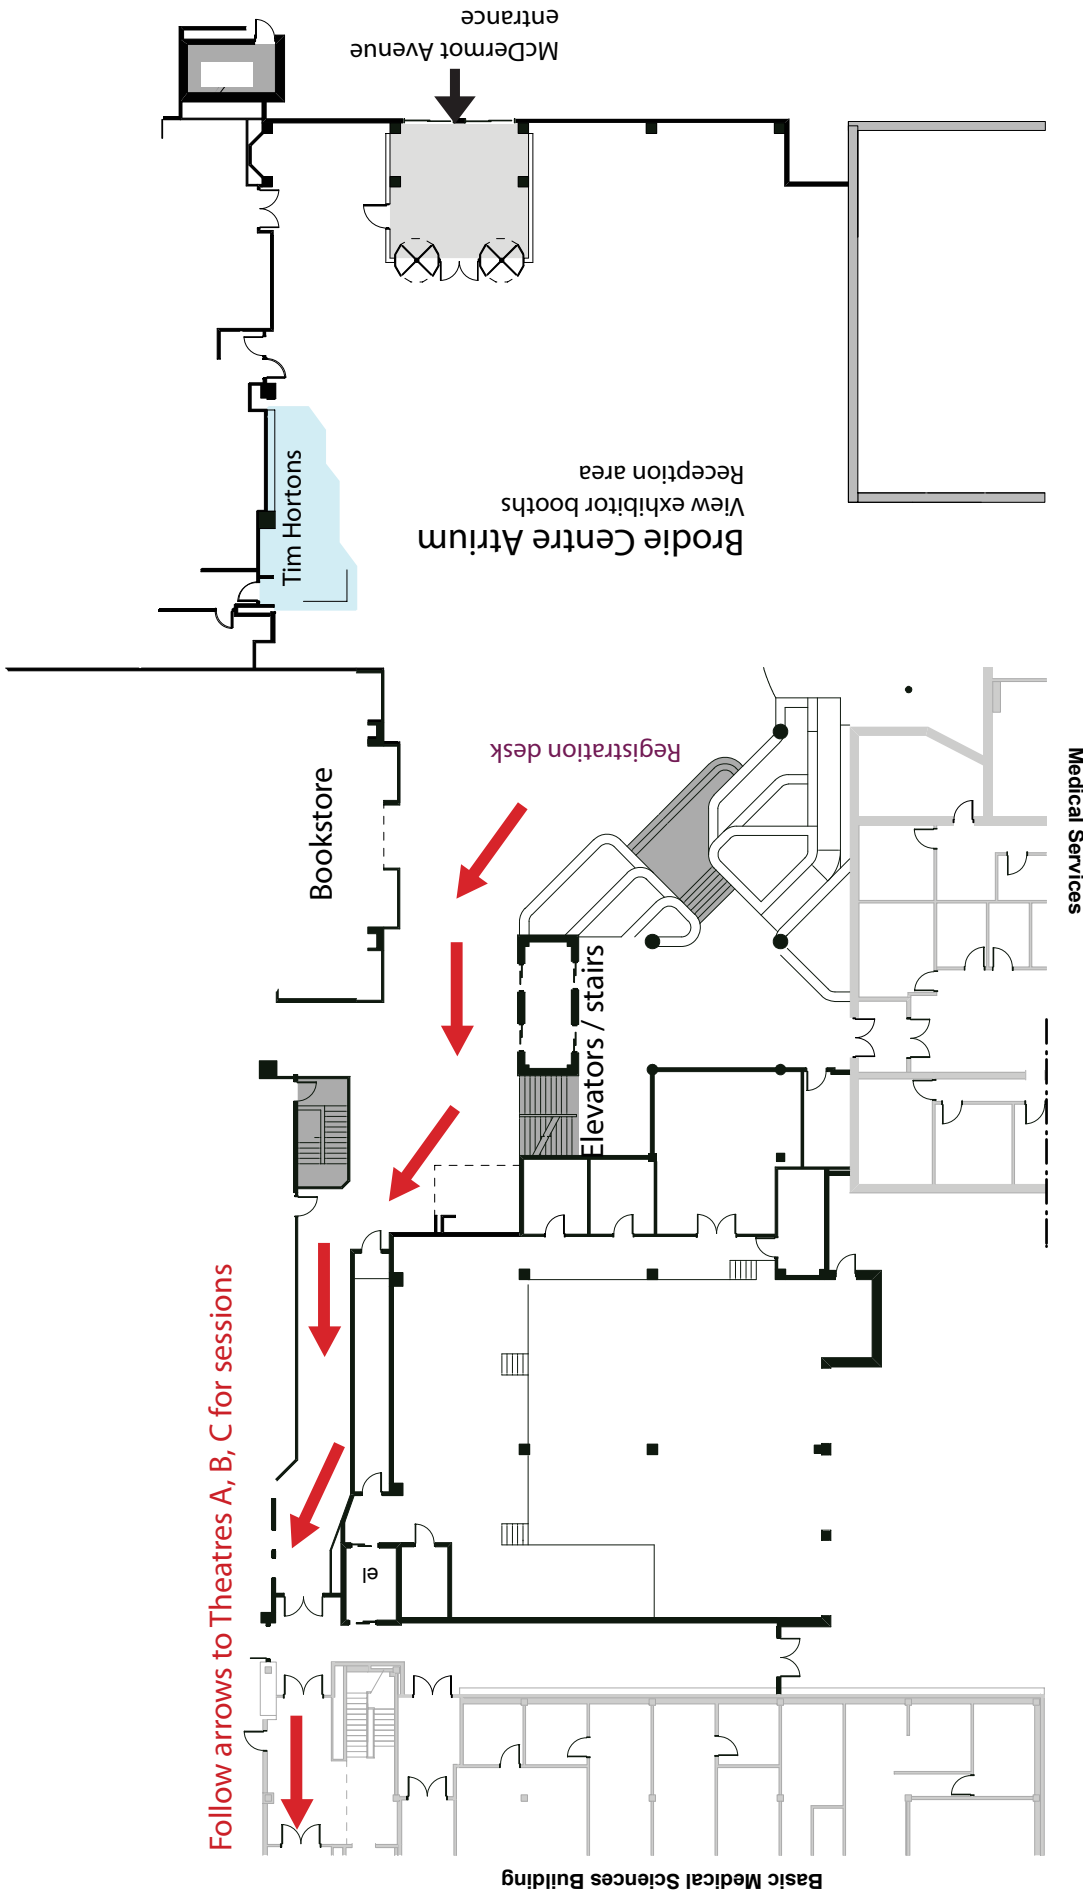 McDermot Avenue
entrance
Tim Hortons
Brodie Centre Atrium
View exhibitor booths
Reception area
Registration desk
Bookstore
Medical Services
Elevators / stairs
Follow arrows to Theatres A, B, C for sessions
el
Basic Medical Sciences Building